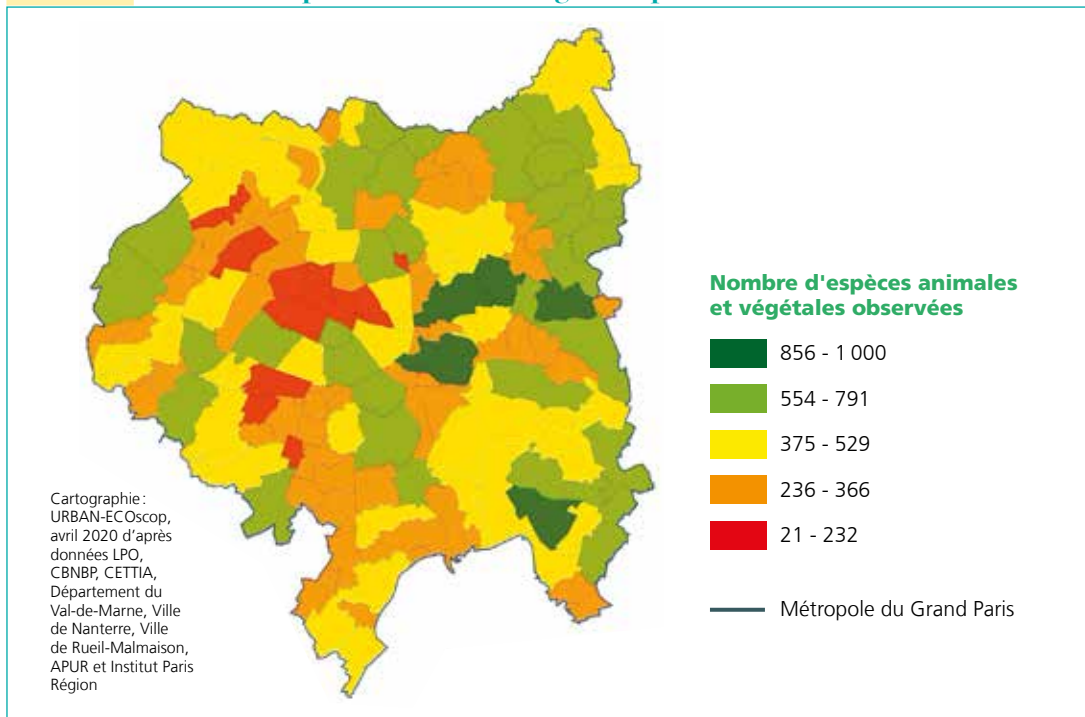 Nombre d'espèces animales
et végétales observées
856 - 1 000
554 - 791
375 - 529
236 - 366
21 - 232
Métropole du Grand Paris
Cartographie :
URBAN-ECOscop,
avril 2020 d'après
données LPO,
CBNBP, CETTIA,
Département du
Val-de-Marne, Ville
de Nanterre, Ville
de Rueil-Malmaison,
APUR et Institut Paris
Région